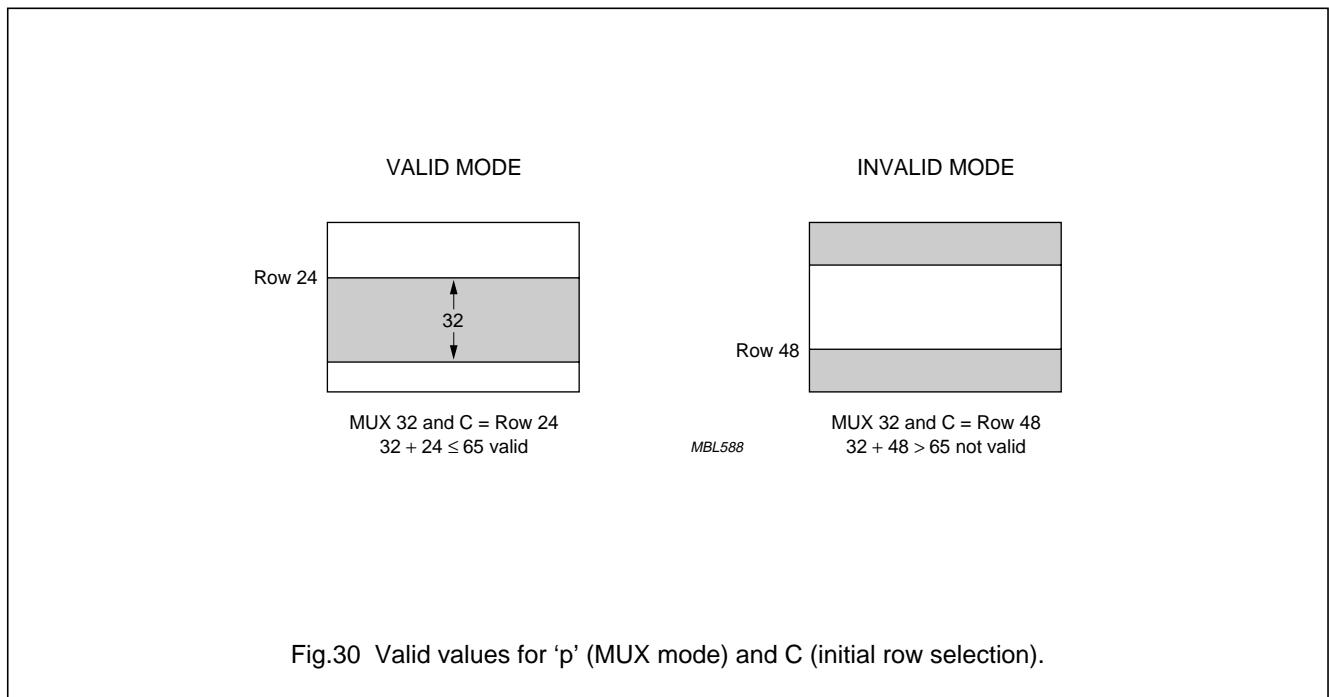 VALID MODE
Row 24
32
MUX 32 and C = Row 24
32 + 24 ≤ 65 valid
INVALID MODE
Row 48
MUX 32 and C = Row 48
32 + 48 > 65 not valid
MBL588
Fig.30 Valid values for ‘p’ (MUX mode) and C (initial row selection).